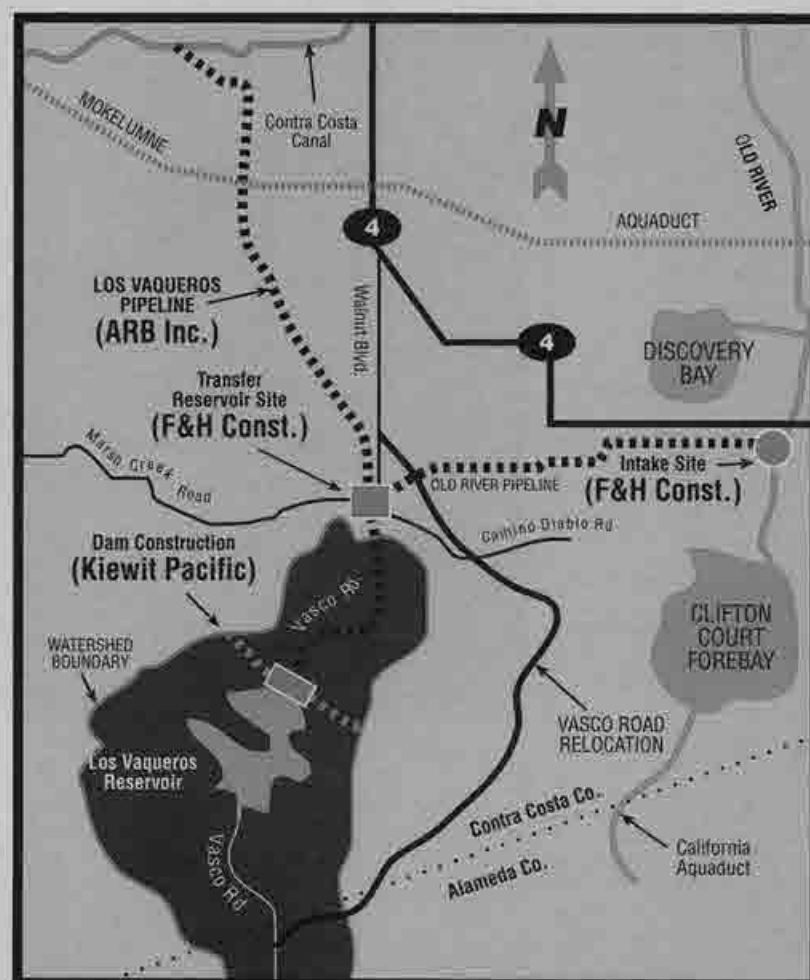 MOKELUMNE
Contra Costa
Canal
N
OLD RIVER
AQUADUCT
4
LOS VAQUEROS
PIPELINE
(ARB Inc.)
Walnut Blvd.
4
DISCOVERY
BAY
Transfer
Reservoir Site
(F&H Const.)
Marsh Creek Road
OLD RIVER PIPELINE
Intake Site
(F&H Const.)
Camino Diablo Rd
Dam Construction
(Kiewit Pacific)
Vasco Rd.
CLIFTON
COURT
FOREBAY
WATERSHED
BOUNDARY
VASCO ROAD
RELOCATION
Los Vaqueros
Reservoir
Contra Costa Co.
Alameda Co.
California
Aquaduct
Vasco Rd.